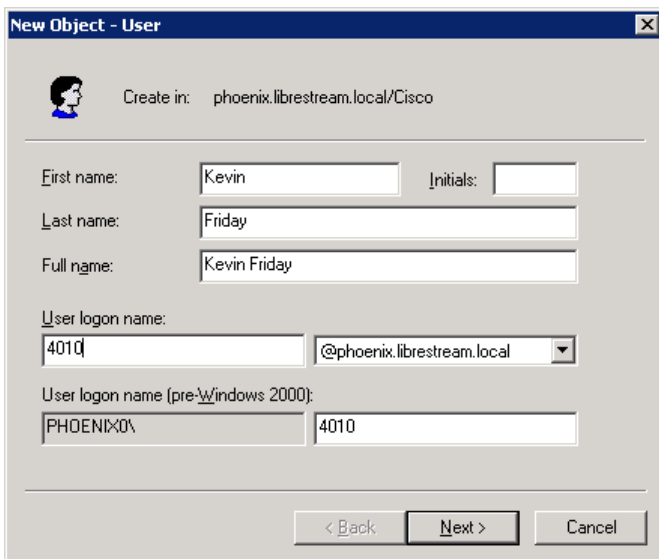 New Object - User
Create in: phoenix.librestream.local/Cisco
First name: Kevin Initials:
Last name: Friday
Full name: Kevin Friday
User logon name:
4010 @phoenix.librestream.local
User logon name (pre-Windows 2000):
PHOENIX0\ 4010
< Back Next > Cancel